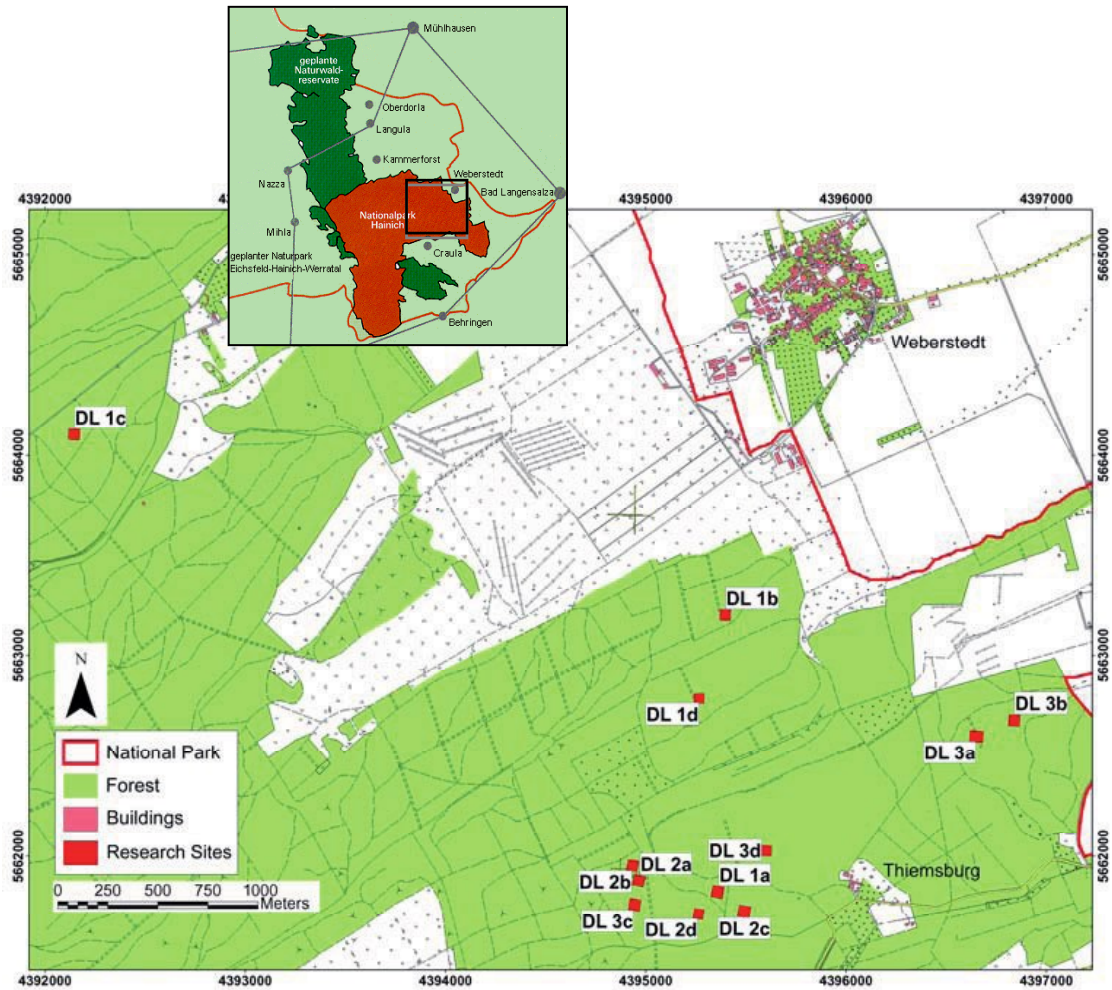 Mühlhausen
geplante
Naturwald-
reservate
Oberdorla
Langula
Kammerforst
Weberstedt
Nazza
Bad Langensalza
Nationalpark
Hainich
Mihla
Craula
geplanter Naturpark
Eichsfeld-Hainich-Werratal
Behringen
4392000
4395000
4396000
4397000
5665000
5665000
Weberstedt
DL 1c
5664000
5664000
DL 1b
5663000
5663000
N
DL 1d
DL 3b
DL 3a
National Park
Forest
Buildings
Research Sites
0 250 500 750 1000
Meters
5662000
DL 3d
DL 2a
DL 2b
DL 1a
Thiemsburg
DL 3c
DL 2d
DL 2c
4392000
4393000
4394000
4395000
4396000
4397000